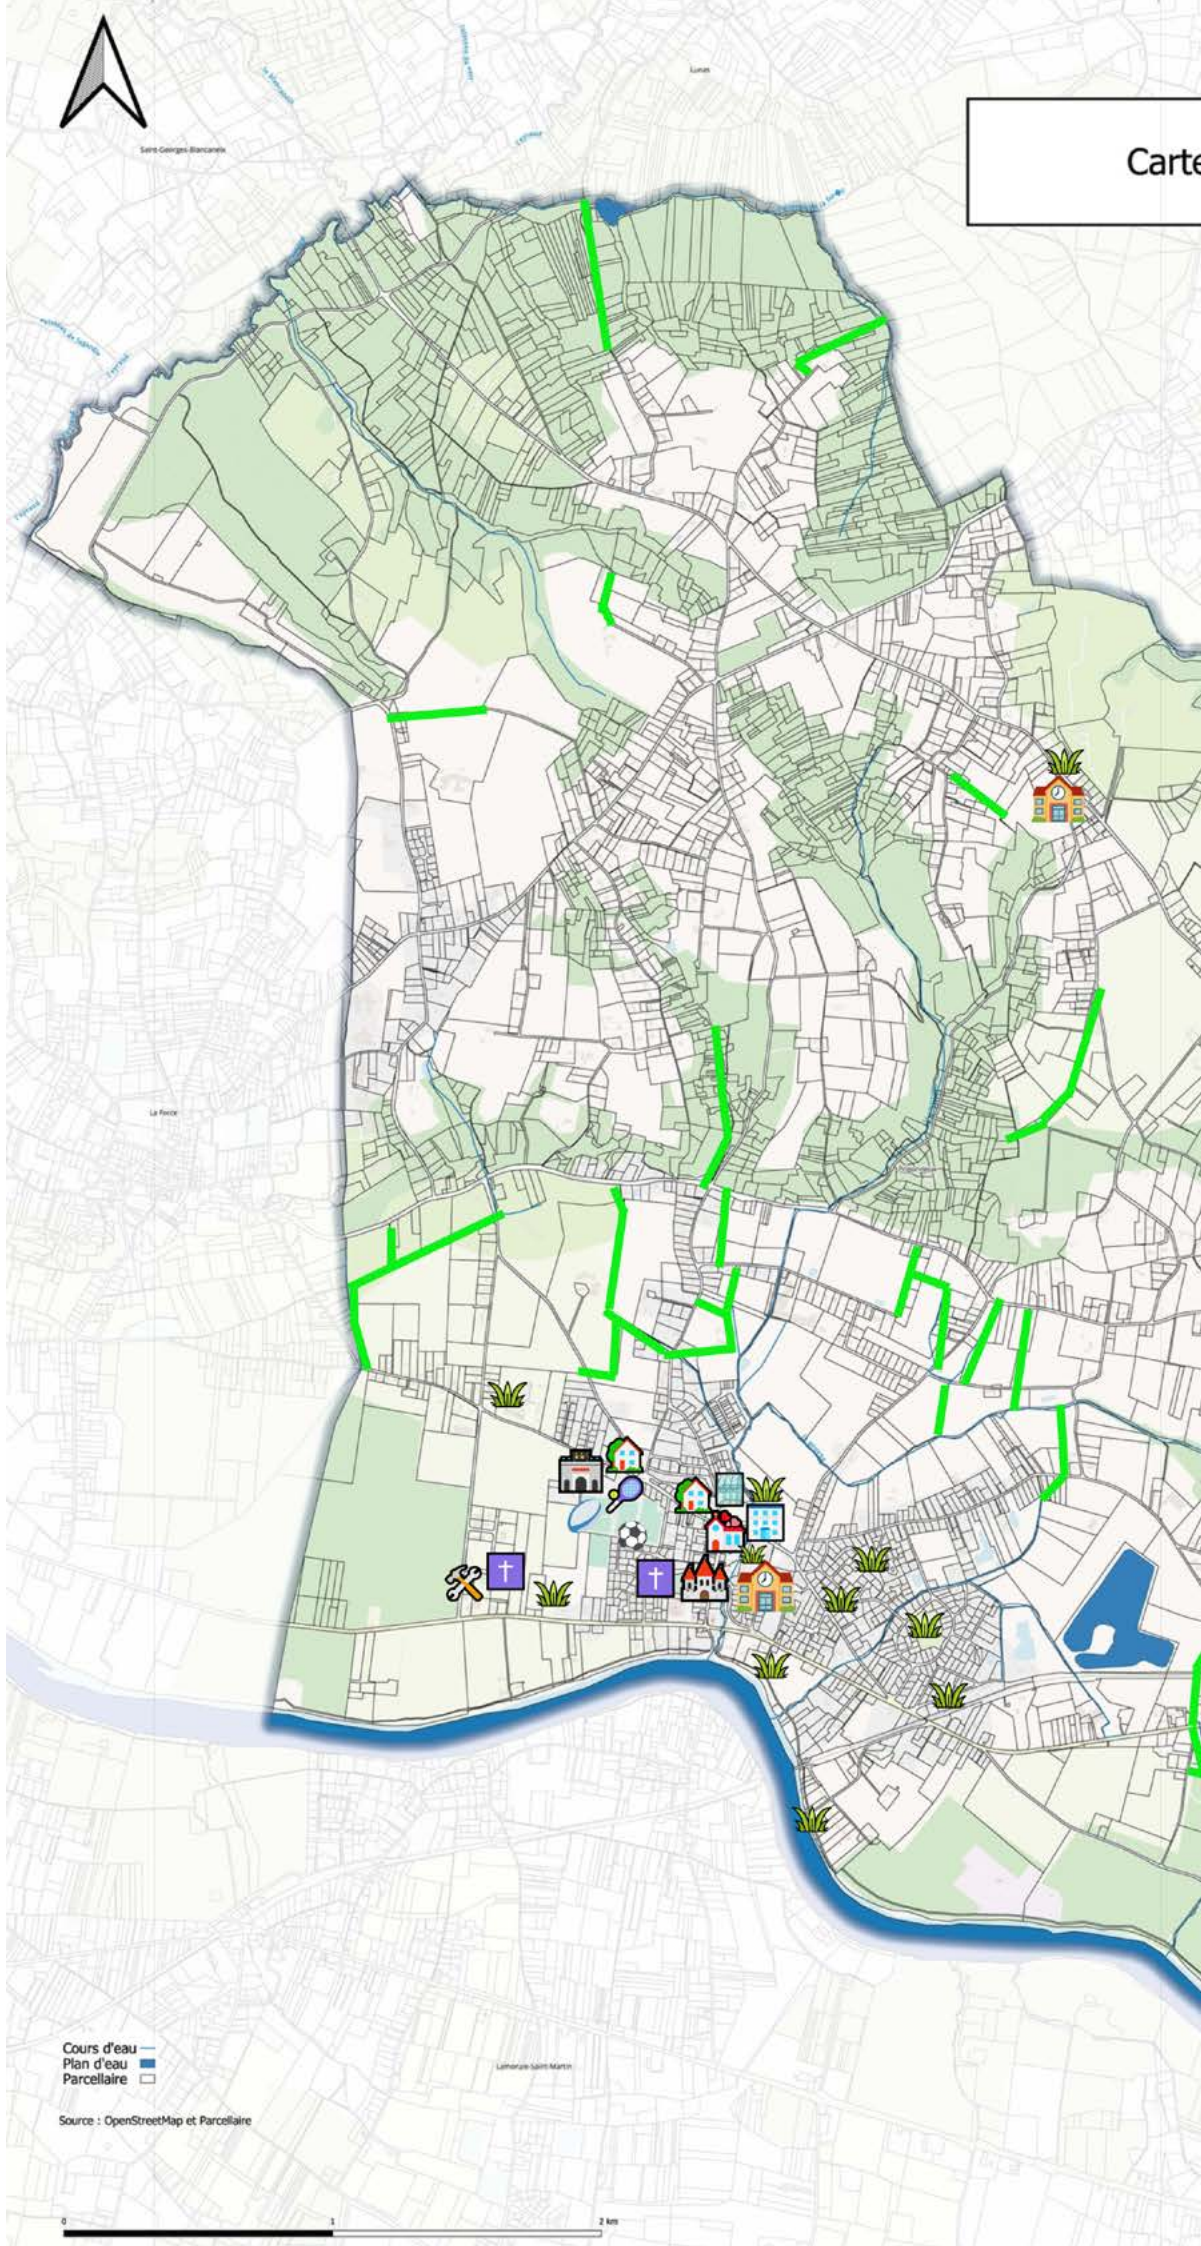 Lunas
Saint-Georges-Blancaneix
Carte
La Force
Cours d'eau
Plan d'eau
Parcellaire
Lamonzie-Saint-Martin
Source : OpenStreetMap et Parcellaire
0 1 2 km